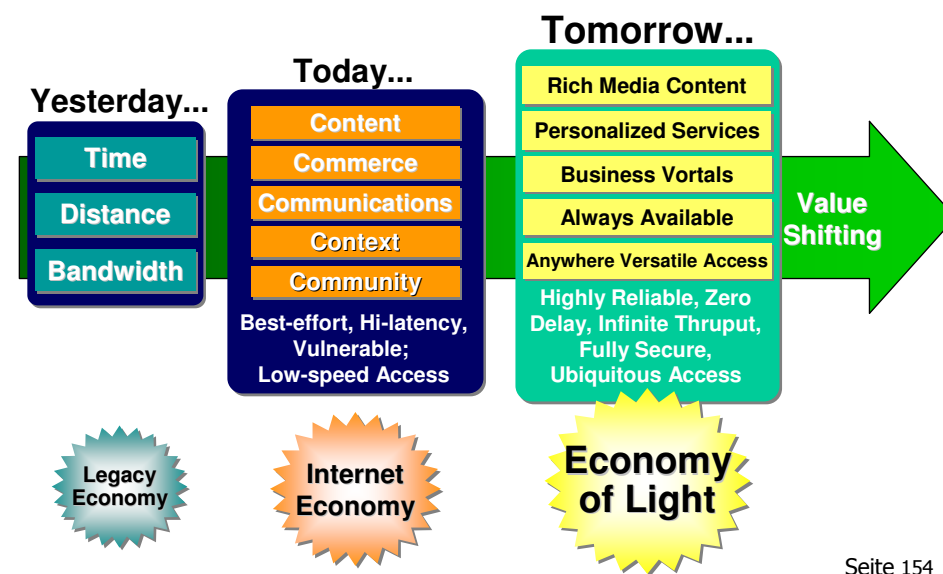 Yesterday...
Time
Distance
Bandwidth
Legacy
Economy
Today...
Content
Commerce
Communications
Context
Community
Best-effort, Hi-latency,
Vulnerable;
Low-speed Access
Internet
Economy
Tomorrow...
Rich Media Content
Personalized Services
Business Vortals
Always Available
Anywhere Versatile Access
Highly Reliable, Zero
Delay, Infinite Thruput,
Fully Secure,
Ubiquitous Access
Economy
of Light
Value
Shifting
Seite 154